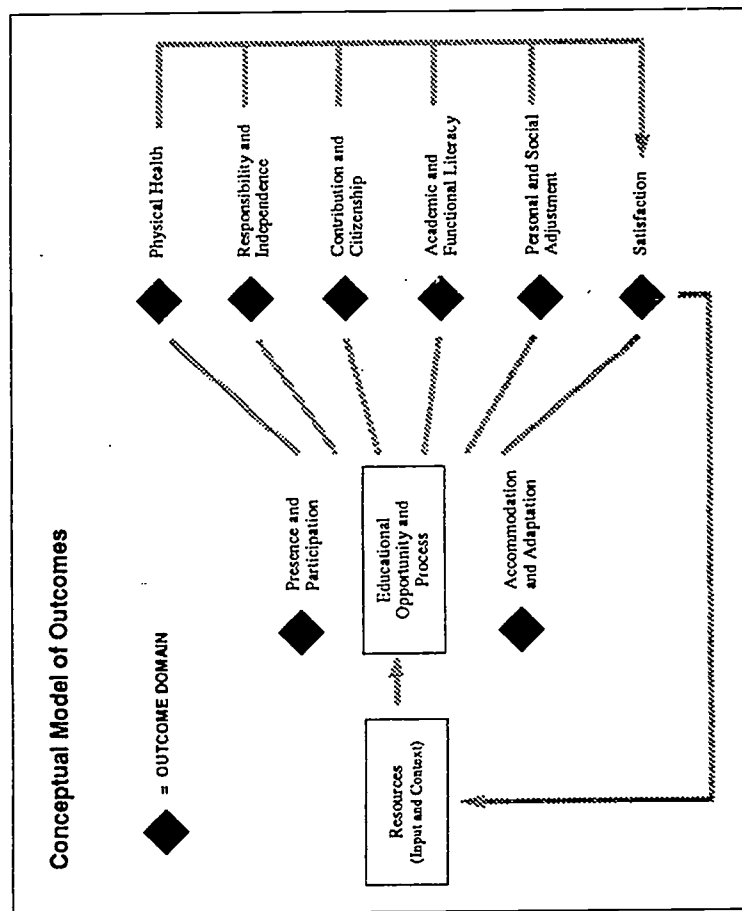 Conceptual Model of Outcomes
= OUTCOME DOMAIN
Resources
(Input and Context)
Presence and
Participation
Educational
Opportunity and
Process
Accommodation
and Adaptation
Physical Health
Responsibility and
Independence
Contribution and
Citizenship
Academic and
Functional Literacy
Personal and Social
Adjustment
Satisfaction